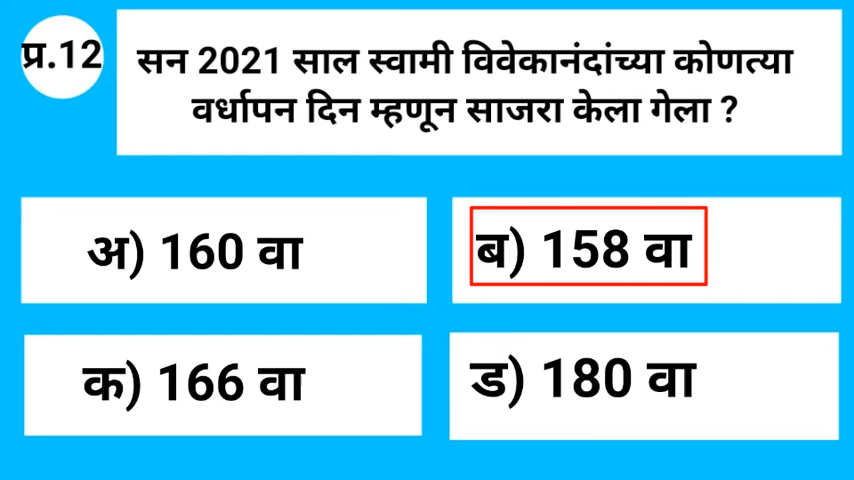 प्र.12
सन 2021 साल स्वामी विवेकानंदांच्या कोणत्या
वर्धापन दिन म्हणून साजरा केला गेला ?
अ) 160 वा
ब) 158 वा
क) 166 वा
ड) 180 वा